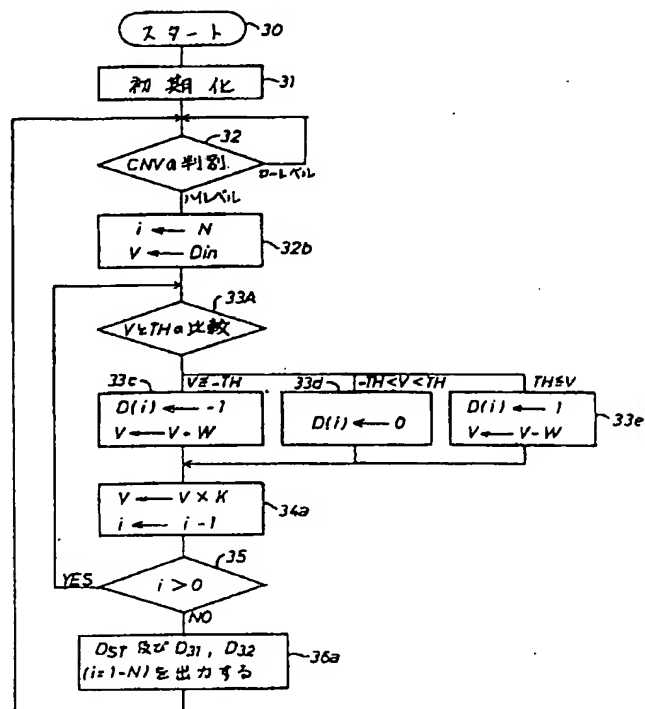 スタート
30
初期化
31
32
CNVの判別.
ローレベル
ハイレベル
i ← N
V ← Din
32b
33A
VとTHの比較
33c
V≦-TH
33d
-TH<V<TH
TH≦V
D(i) ← -1
V ← V - W
D(i) ← 0
D(i) ← 1
V ← V - W
33e
V ← V × K
i ← i -1
34a
35
YES
i > 0
NO
DST 及び D31, D32
(i=1-N)を出力する
36a